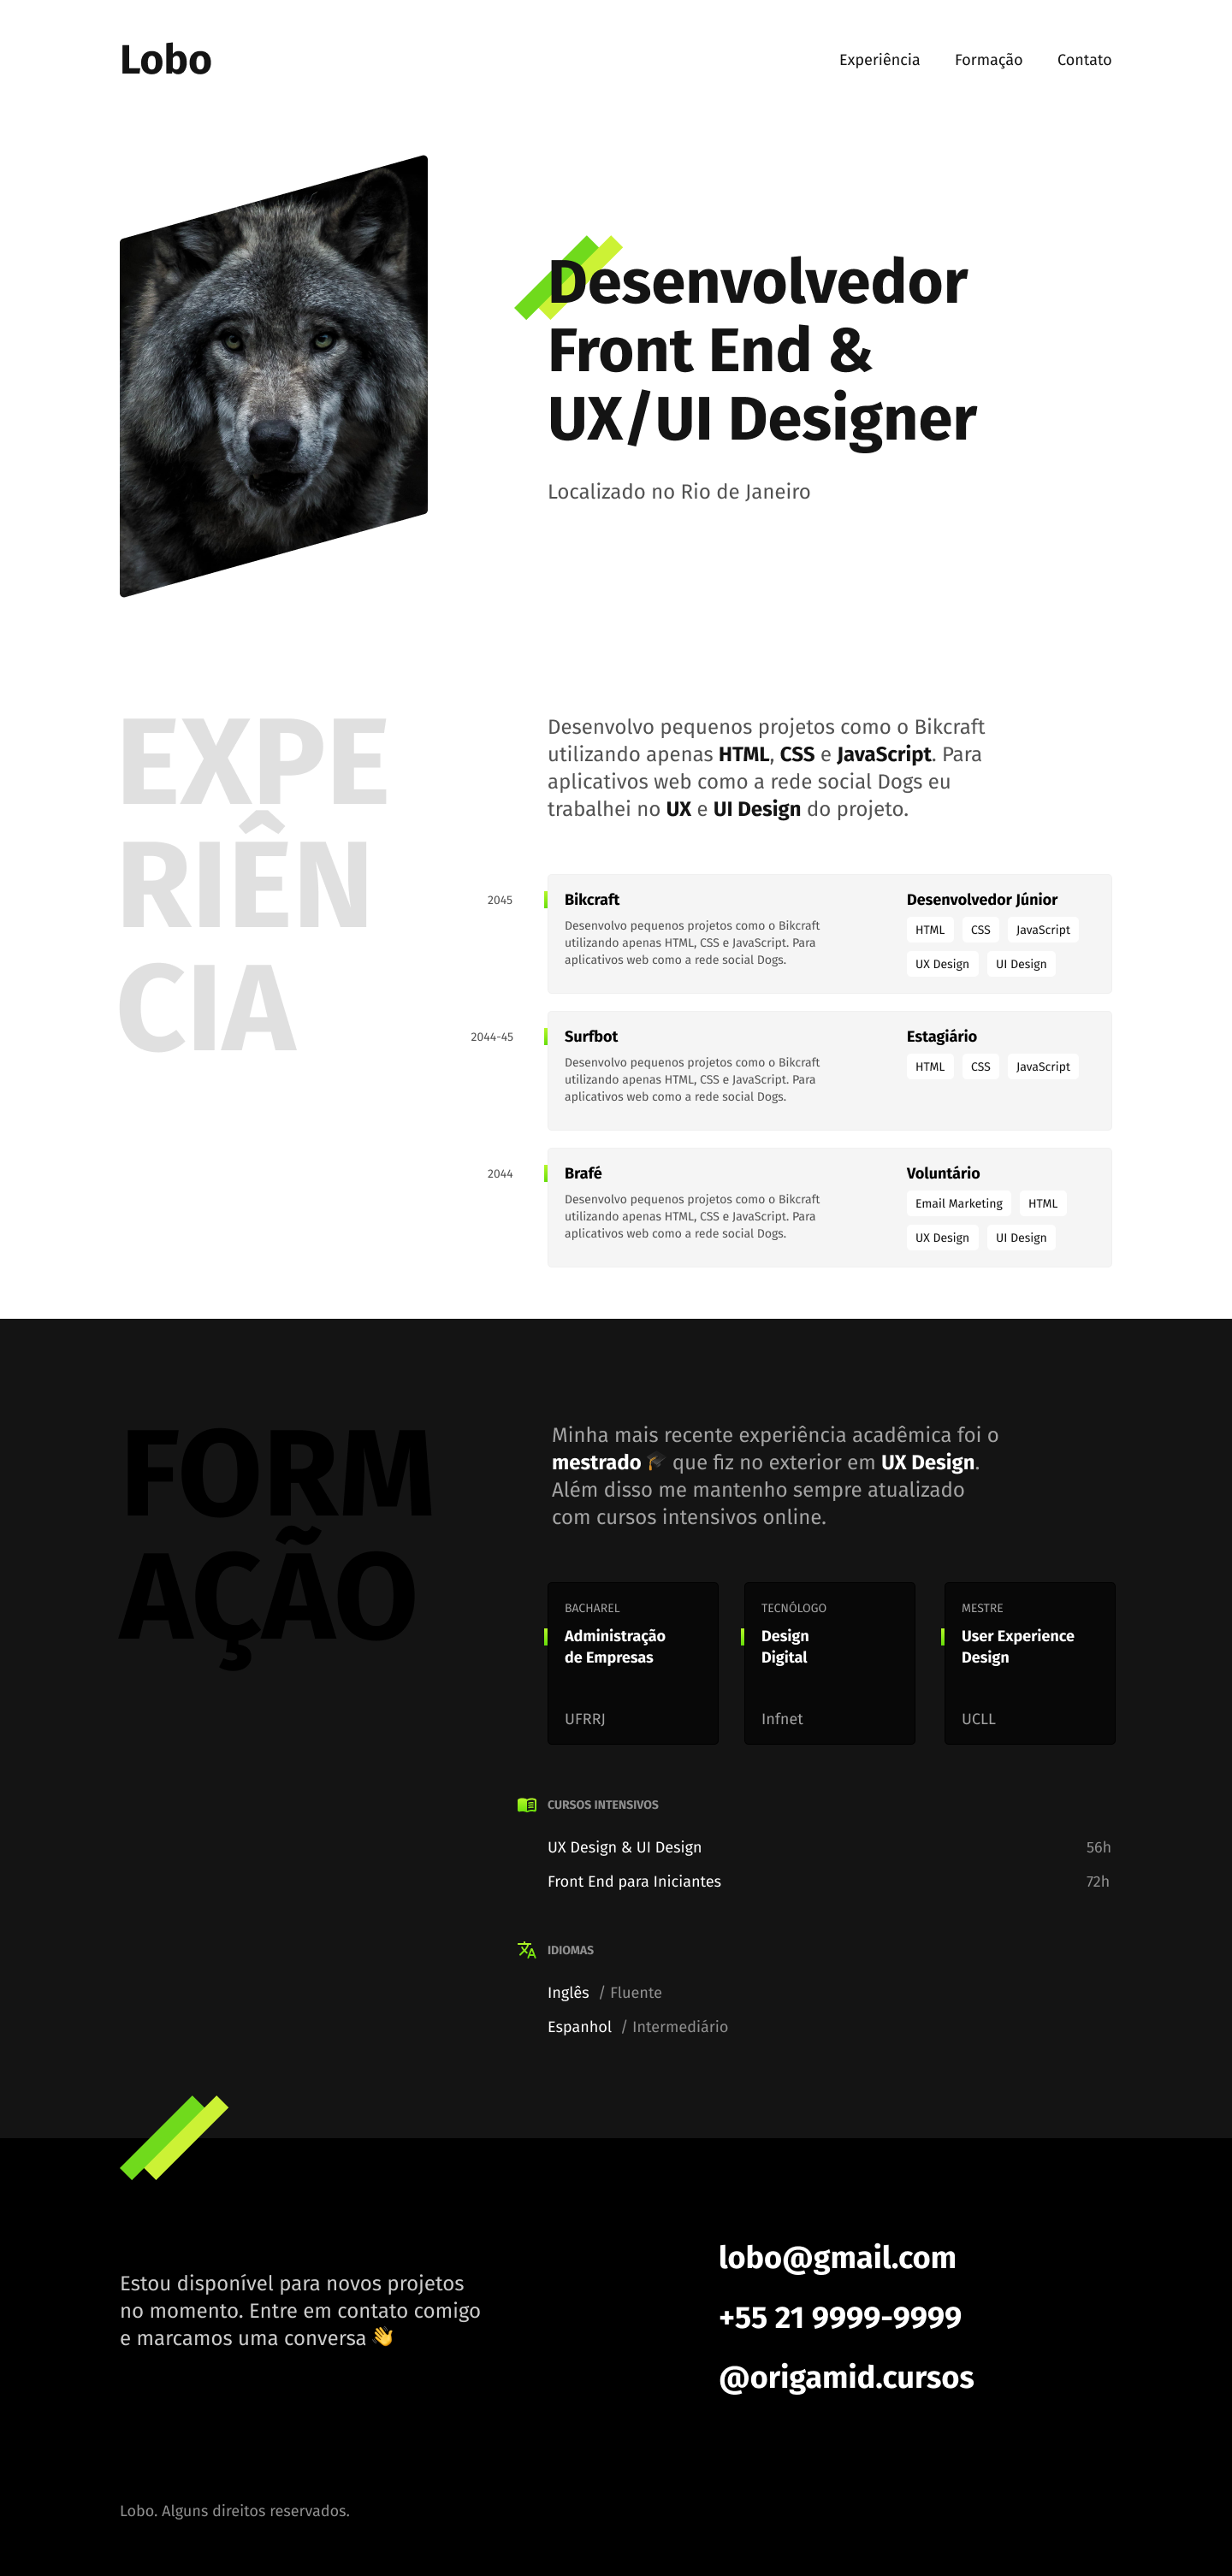 Lobo
Experiência Formação Contato
Desenvolvedor
Front End &
UX/UI Designer
Localizado no Rio de Janeiro
EXPE
RIÊN
CIA
Desenvolvo pequenos projetos como o Bikcraft
utilizando apenas HTML, CSS e JavaScript. Para
aplicativos web como a rede social Dogs eu
trabalhei no UX e UI Design do projeto.
2045
Bikcraft
Desenvolvo pequenos projetos como o Bikcraft
utilizando apenas HTML, CSS e JavaScript. Para
aplicativos web como a rede social Dogs.
Desenvolvedor Júnior
HTML CSS JavaScript
UX Design UI Design
2044-45
Surfbot
Desenvolvo pequenos projetos como o Bikcraft
utilizando apenas HTML, CSS e JavaScript. Para
aplicativos web como a rede social Dogs.
Estagiário
HTML CSS JavaScript
2044
Brafé
Desenvolvo pequenos projetos como o Bikcraft
utilizando apenas HTML, CSS e JavaScript. Para
aplicativos web como a rede social Dogs.
Voluntário
Email Marketing HTML
UX Design UI Design
FORM
AÇÃO
Minha mais recente experiência acadêmica foi o
mestrado 🎓 que fiz no exterior em UX Design.
Além disso me mantenho sempre atualizado
com cursos intensivos online.
BACHAREL
Administração
de Empresas
UFRRJ
TECNÓLOGO
Design
Digital
Infnet
MESTRE
User Experience
Design
UCLL
CURSOS INTENSIVOS
UX Design & UI Design 56h
Front End para Iniciantes 72h
IDIOMAS
Inglês / Fluente
Espanhol / Intermediário
Estou disponível para novos projetos
no momento. Entre em contato comigo
e marcamos uma conversa 👋
lobo@gmail.com
+55 21 9999-9999
@origamid.cursos
Lobo. Alguns direitos reservados.